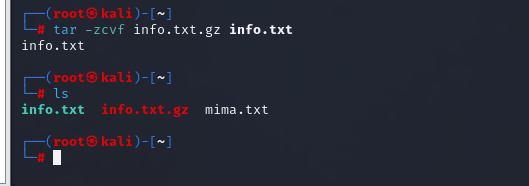 ┌──(root㉿kali)-[~]
└─# tar -zcvf info.txt.gz info.txt
info.txt
┌──(root㉿kali)-[~]
└─# ls
info.txt info.txt.gz mima.txt
┌──(root㉿kali)-[~]
└─#